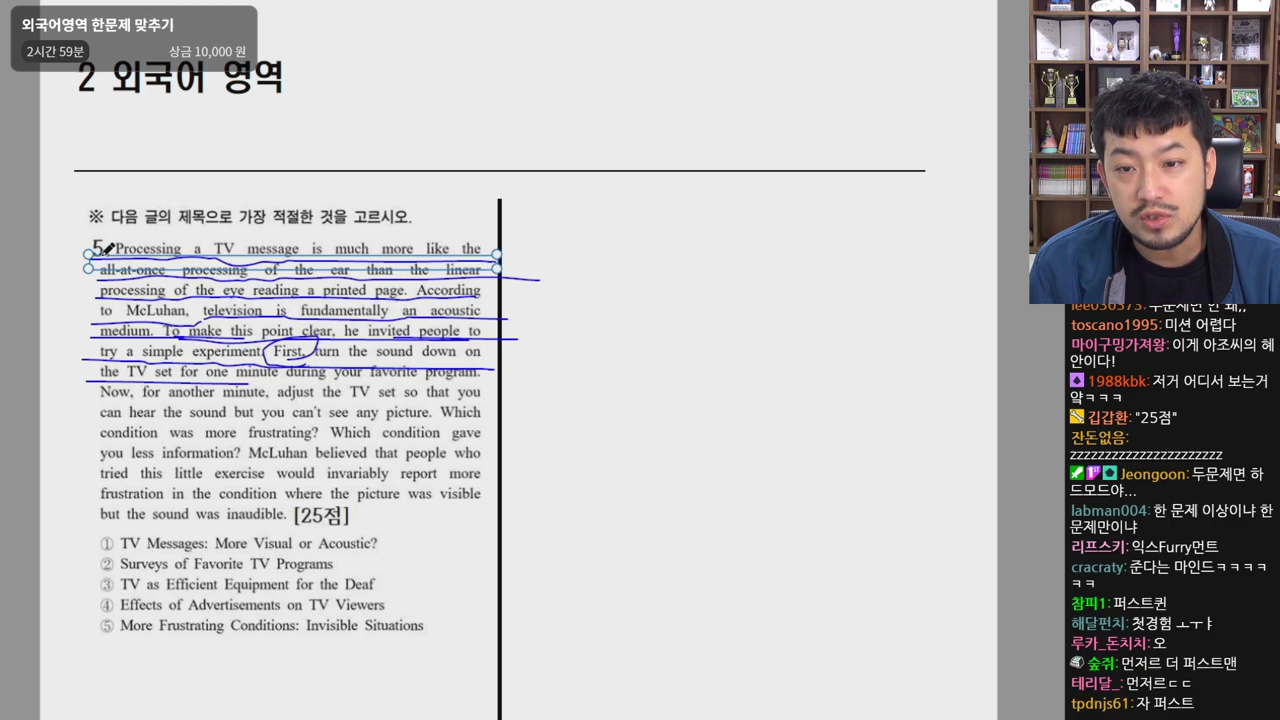 외국어영역 한문제 맞추기
2시간 59분 상금 10,000 원
2 외국어 영역
※ 다음 글의 제목으로 가장 적절한 것을 고르시오.
5. Processing a TV message is much more like the
all-at-once processing of the ear than the linear
processing of the eye reading a printed page. According
to McLuhan, television is fundamentally an acoustic
medium. To make this point clear, he invited people to
try a simple experiment. First, turn the sound down on
the TV set for one minute during your favorite program.
Now, for another minute, adjust the TV set so that you
can hear the sound but you can't see any picture. Which
condition was more frustrating? Which condition gave
you less information? McLuhan believed that people who
tried this little exercise would invariably report more
frustration in the condition where the picture was visible
but the sound was inaudible. [25점]
① TV Messages: More Visual or Acoustic?
② Surveys of Favorite TV Programs
③ TV as Efficient Equipment for the Deaf
④ Effects of Advertisements on TV Viewers
⑤ More Frustrating Conditions: Invisible Situations
toscano1995: 미션 어렵다
마이구밍가져왕: 이게 아조씨의 혜
안이다!
1988kbk: 저거 어디서 보는거
얔ㅋㅋㅋ
깁갑환: "25점"
잔돈없음:
zzzzzzzzzzzzzzzzzzzzzzz
Jeongoon: 두문제면 하
드모드야...
labman004: 한 문제 이상이냐 한
문제만이냐
리프스키: 익스Furry먼트
cracraty: 준다는 마인드ㅋㅋㅋㅋ
ㅋㅋ
참피1: 퍼스트퀸
해달펀치: 첫경험 ㅗㅜㅑ
루카_돈치치: 오
숲쥐: 먼저르 더 퍼스트맨
테리달_: 먼저르ㄷㄷ
tpdnjs61: 자 퍼스트